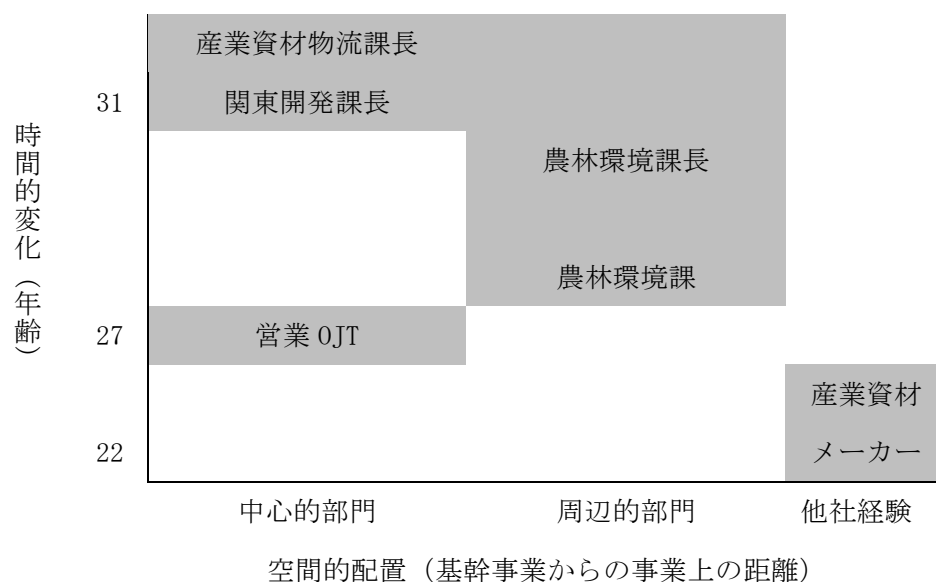 産業資材物流課長
31 関東開発課長
農林環境課長
農林環境課
27 営業 OJT
産業資材
22 メーカー
時間的変化（年齢）
中心的部門 周辺的部門 他社経験
空間的配置（基幹事業からの事業上の距離）